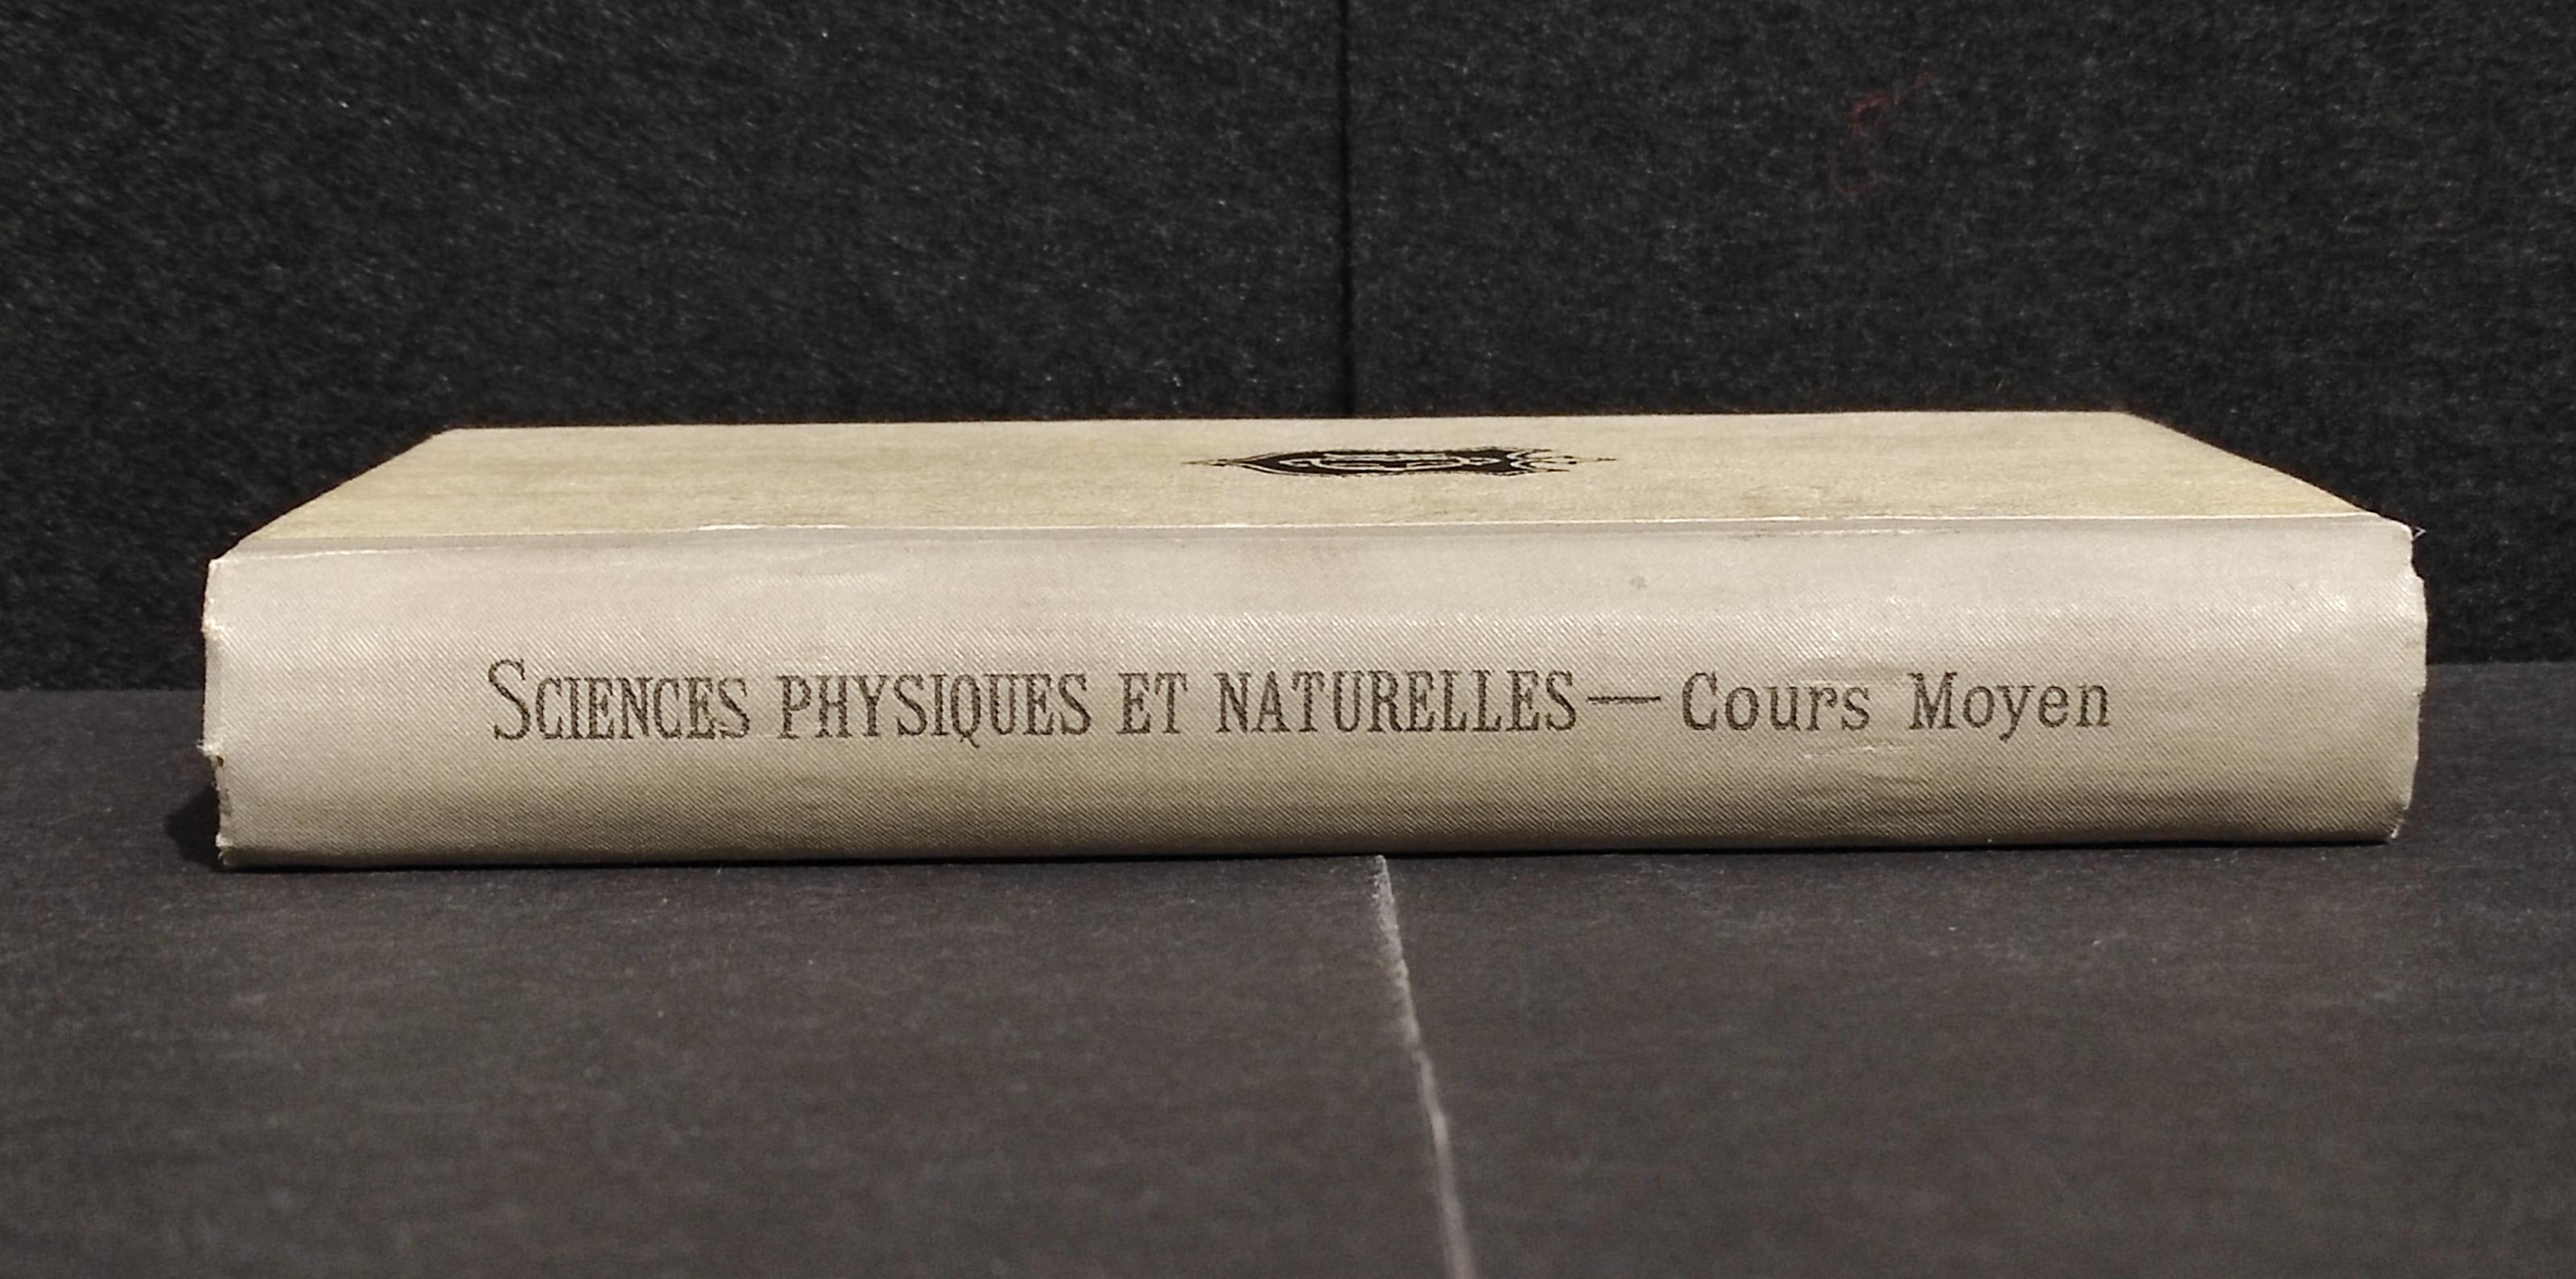 SCIENCES PHYSIQUES ET NATURELLES — Cours Moyen